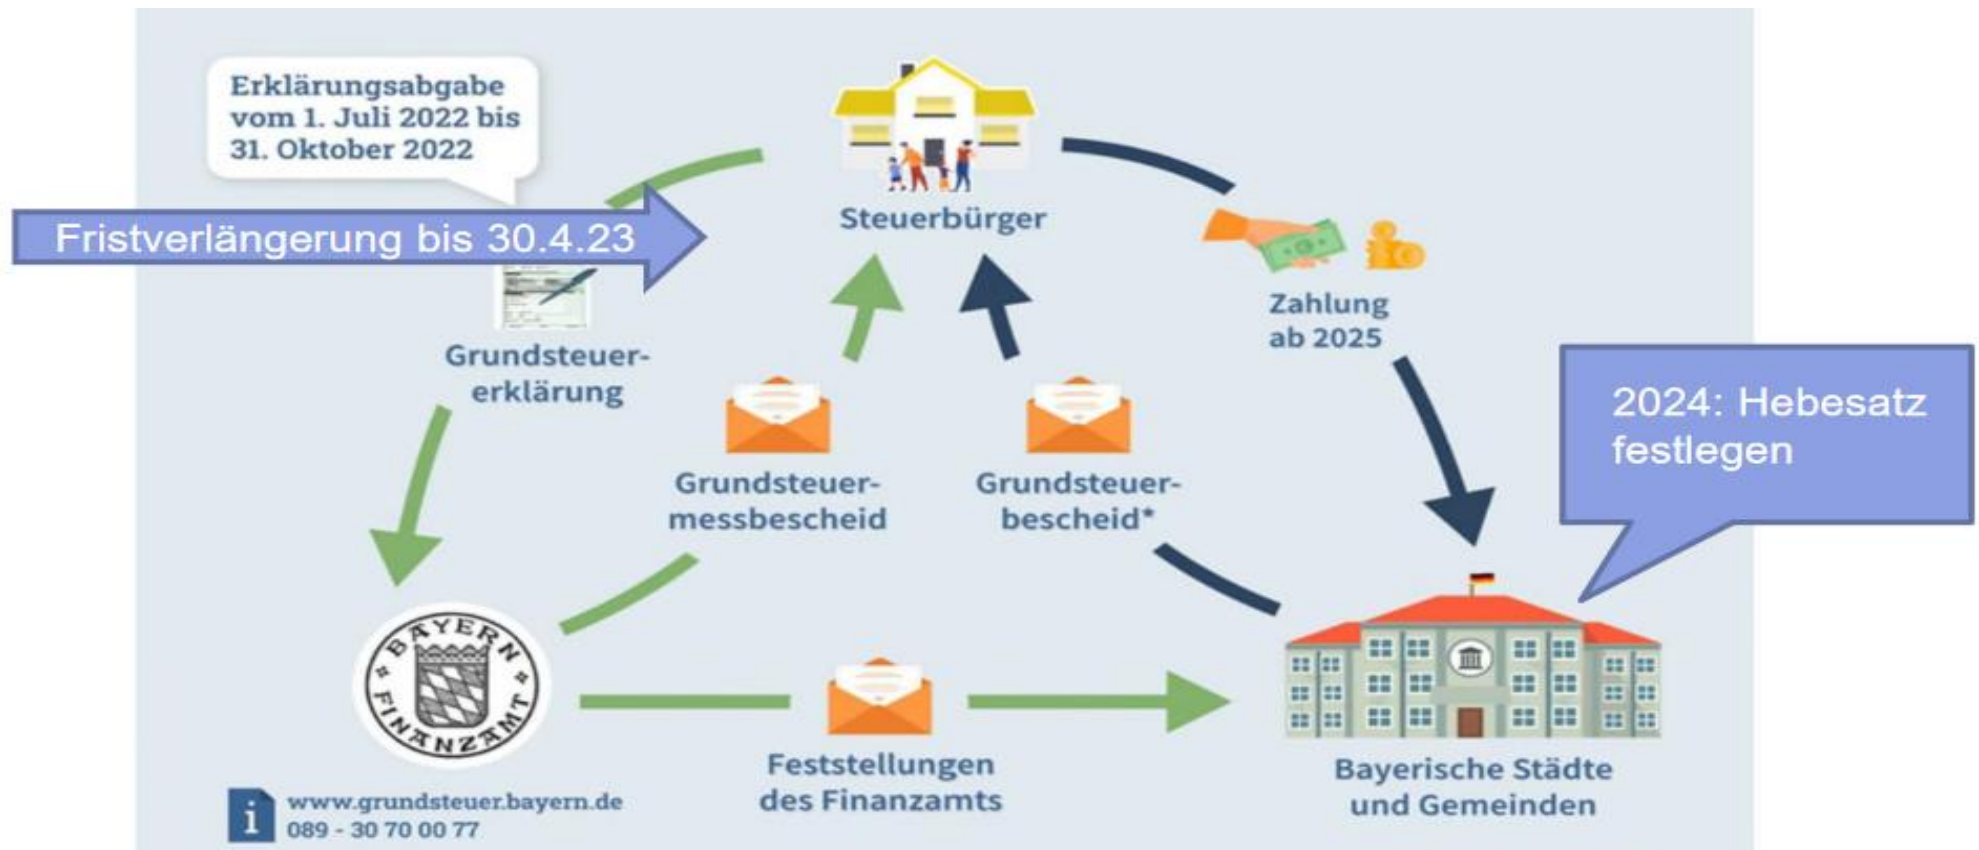 Erklärungsabgabe
vom 1. Juli 2022 bis
31. Oktober 2022
Fristverlängerung bis 30.4.23
Steuerbürger
Zahlung
ab 2025
Grundsteuer-
erklärung
2024: Hebesatz
festlegen
Grundsteuer-
messbescheid
Grundsteuer-
bescheid*
BAYERN
FINANZAMT
Feststellungen
des Finanzamts
Bayerische Städte
und Gemeinden
i
www.grundsteuer.bayern.de
089 - 30 70 00 77